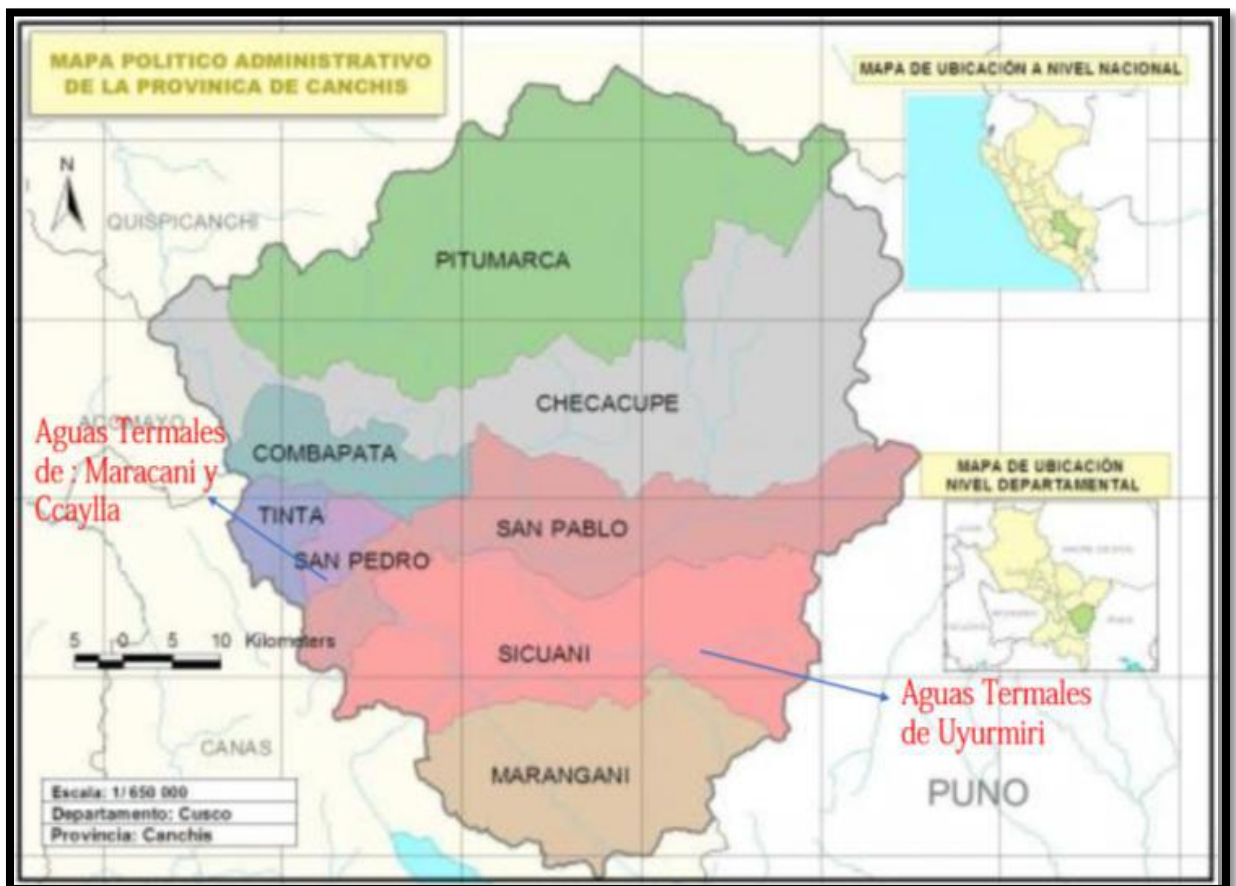 MAPA POLITICO ADMINISTRATIVO
DE LA PROVINICA DE CANCHIS
MAPA DE UBICACIÓN A NIVEL NACIONAL
N
QUISPICANCHI
PITUMARCA
CHECACUPE
ACOMAYO
Aguas Termales
de : Maracani y
Ccaylla
COMBAPATA
MAPA DE UBICACIÓN
NIVEL DEPARTAMENTAL
TINTA
SAN PABLO
SAN PEDRO
5 0 5 10 Kilometers
SICUANI
Aguas Termales
de Uyurmiri
CANAS
MARANGANI
PUNO
Escala: 1/ 650 000
Departamento: Cusco
Provincia: Canchis